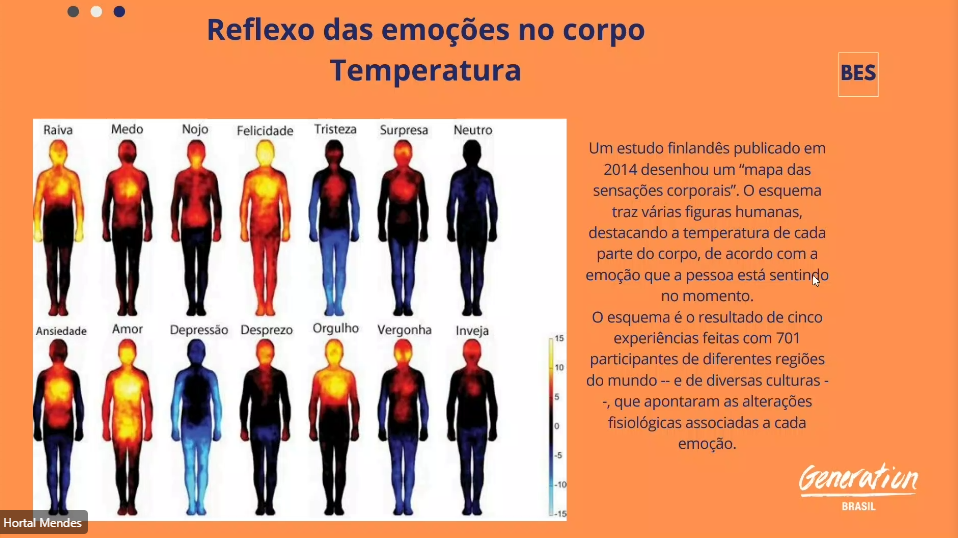 Reflexo das emoções no corpo
Temperatura
BES
Raiva Medo Nojo Felicidade Tristeza Surpresa Neutro
Ansiedade Amor Depressão Desprezo Orgulho Vergonha Inveja
15
10
5
0
-5
-10
-15
Um estudo finlandês publicado em
2014 desenhou um “mapa das
sensações corporais”. O esquema
traz várias figuras humanas,
destacando a temperatura de cada
parte do corpo, de acordo com a
emoção que a pessoa está sentindo
no momento.
O esquema é o resultado de cinco
experiências feitas com 701
participantes de diferentes regiões
do mundo -- e de diversas culturas -
-, que apontaram as alterações
fisiológicas associadas a cada
emoção.
Generation
BRASIL
Hortal Mendes